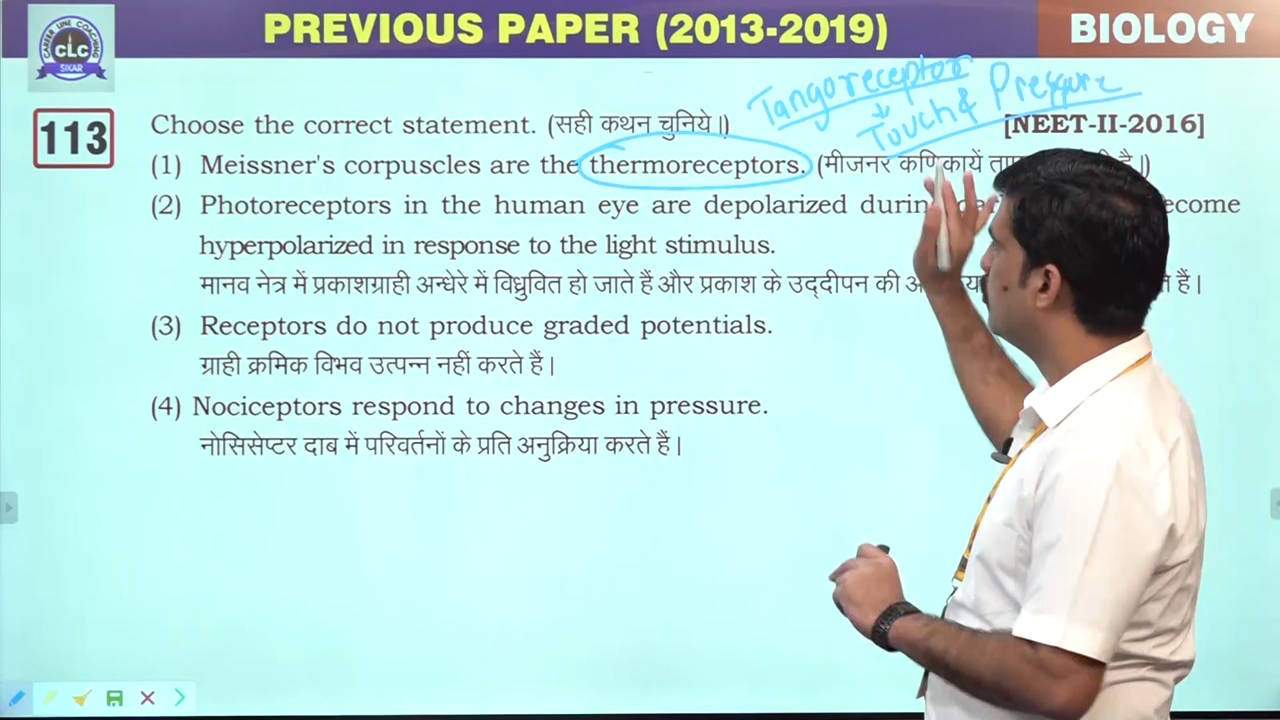 PREVIOUS PAPER (2013-2019)
BIOLOGY
CAREER LINE COACHING
CLC
SIKAR
Tangoreceptor
Touch & Pressure
113
Choose the correct statement. (सही कथन चुनिये।)
[NEET-II-2016]
(1) Meissner's corpuscles are the thermoreceptors. (मीजनर कणिकायें
(2) Photoreceptors in the human eye are depolarized
hyperpolarized in response to the light stimulus.
मानव नेत्र में प्रकाशग्राही अन्धेरे में विध्रुवित हो जाते हैं और प्रकाश के उद्दीपन की हैं।
(3) Receptors do not produce graded potentials.
ग्राही क्रमिक विभव उत्पन्न नहीं करते हैं।
(4) Nociceptors respond to changes in pressure.
नोसिसेप्टर दाब में परिवर्तनों के प्रति अनुक्रिया करते हैं।